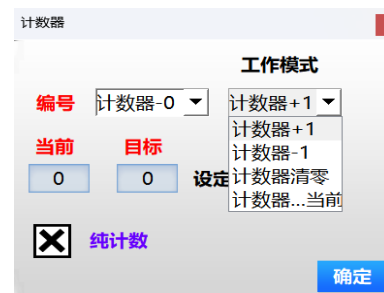 计数器
工作模式
编号 计数器-0 计数器+1
计数器+1
当前 目标 计数器-1
0 0 设定 计数器清零
计数器...当前
纯计数
确定